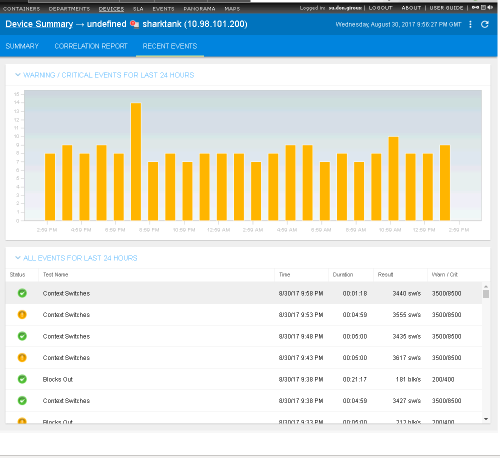 CONTAINERS DEPARTMENTS DEVICES SLA EVENTS PANORAMA MAPS Logged in: LOGOUT ABOUT | USER GUIDE |
Device Summary → undefined sharktank (10.98.101.200) Wednesday, August 30, 2017 9:56:27 PM GMT
SUMMARY CORRELATION REPORT RECENT EVENTS
WARNING / CRITICAL EVENTS FOR LAST 24 HOURS
15
14
13
12
11
10
9
8
7
6
5
4
3
2
1
0
2:59 PM 4:59 PM 6:59 PM 8:59 PM 10:59 PM 12:59 AM 2:59 AM 4:59 AM 6:59 AM 8:59 AM 10:59 AM 12:59 PM 2:59 PM
ALL EVENTS FOR LAST 24 HOURS
Status Test Name Time Duration Result Warn / Crit
Context Switches 8/30/17 9:58 PM 00:01:18 3440 sw/s 3500/8500
Context Switches 8/30/17 9:53 PM 00:04:59 3555 sw/s 3500/8500
Context Switches 8/30/17 9:48 PM 00:05:00 3435 sw/s 3500/8500
Context Switches 8/30/17 9:43 PM 00:05:00 3617 sw/s 3500/8500
Blocks Out 8/30/17 9:38 PM 00:21:17 181 blk/s 200/400
Context Switches 8/30/17 9:38 PM 00:04:59 3427 sw/s 3500/8500
Blocks Out 8/30/17 9:33 PM 00:05:00 217 blk/s 200/400